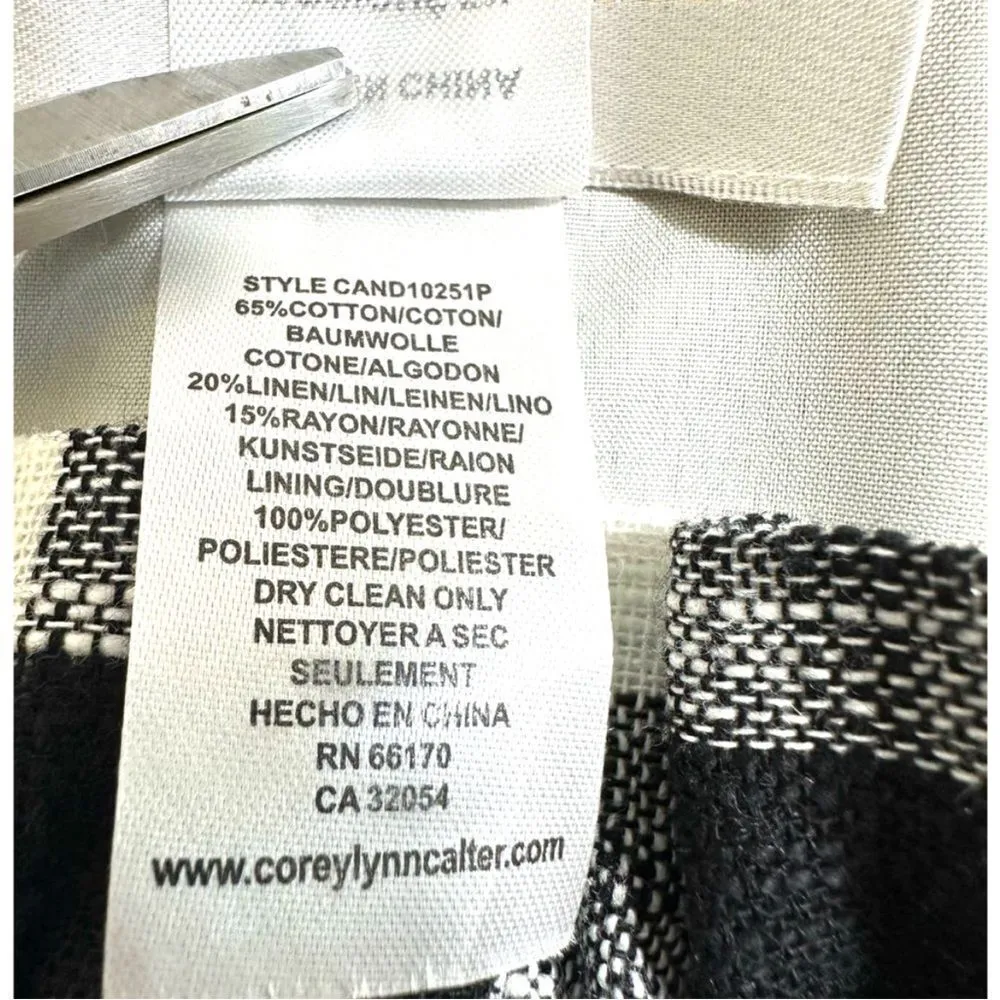 STYLE CAND10251P
65%COTTON/COTON/
BAUMWOLLE
COTONE/ALGODON
20%LINEN/LIN/LEINEN/LINO
15%RAYON/RAYONNE/
KUNSTSEIDE/RAION
LINING/DOUBLURE
100%POLYESTER/
POLIESTERE/POLIESTER
DRY CLEAN ONLY
NETTOYER A SEC
SEULEMENT
HECHO EN CHINA
RN 66170
CA 32054
www.coreylynncalter.com